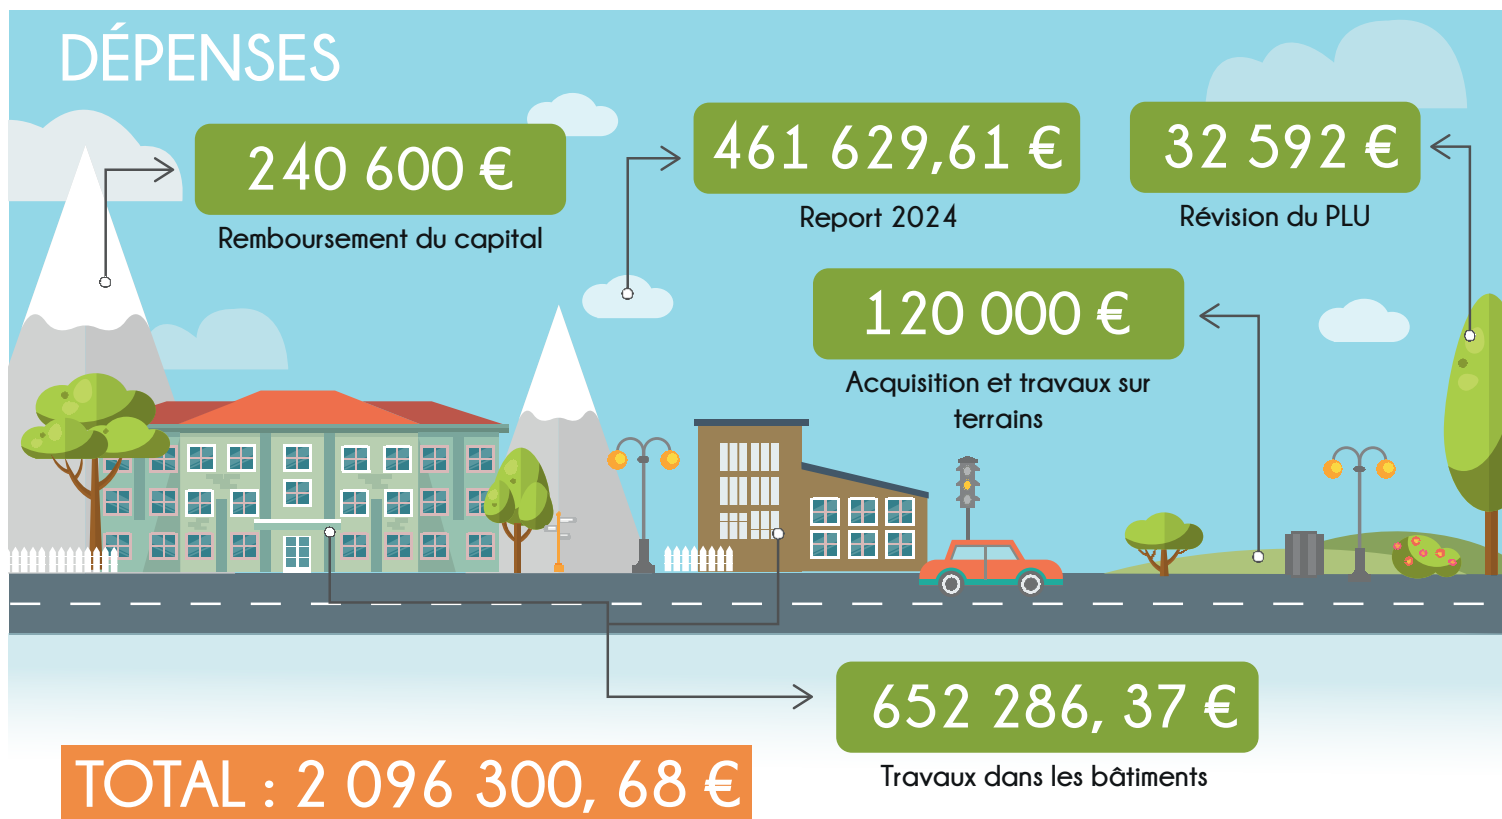 DÉPENSES
240 600 €
Remboursement du capital
461 629,61 €
Report 2024
32 592 €
Révision du PLU
120 000 €
Acquisition et travaux sur
terrains
652 286, 37 €
Travaux dans les bâtiments
TOTAL : 2 096 300, 68 €